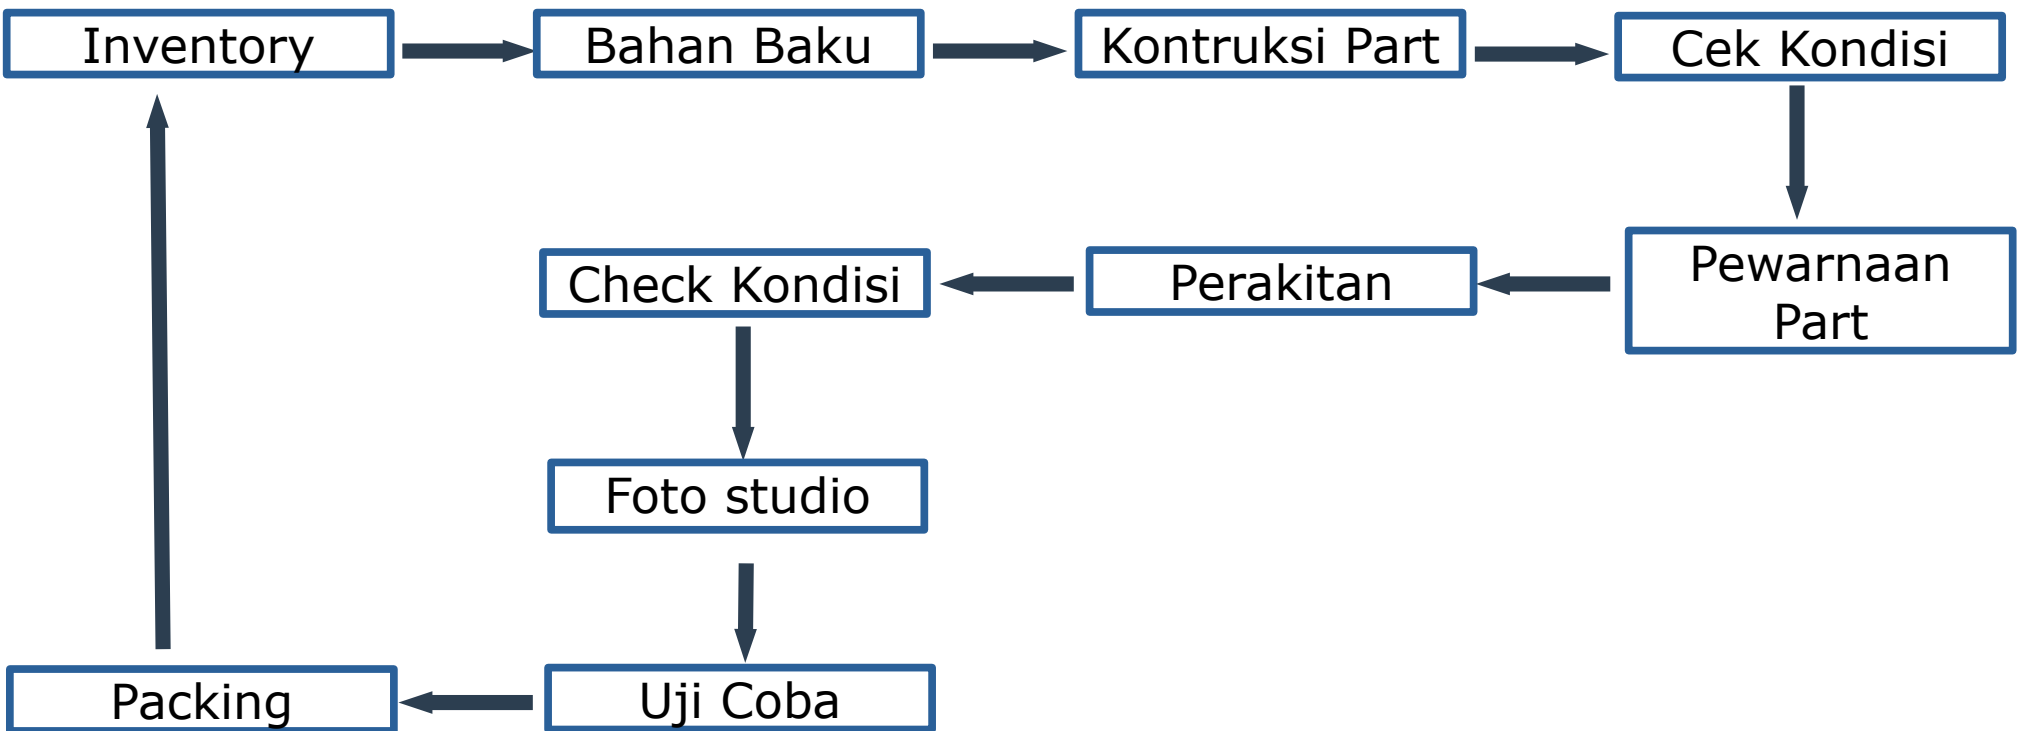 Inventory
Bahan Baku
Kontruksi Part
Cek Kondisi
Pewarnaan
Part
Perakitan
Check Kondisi
Foto studio
Uji Coba
Packing